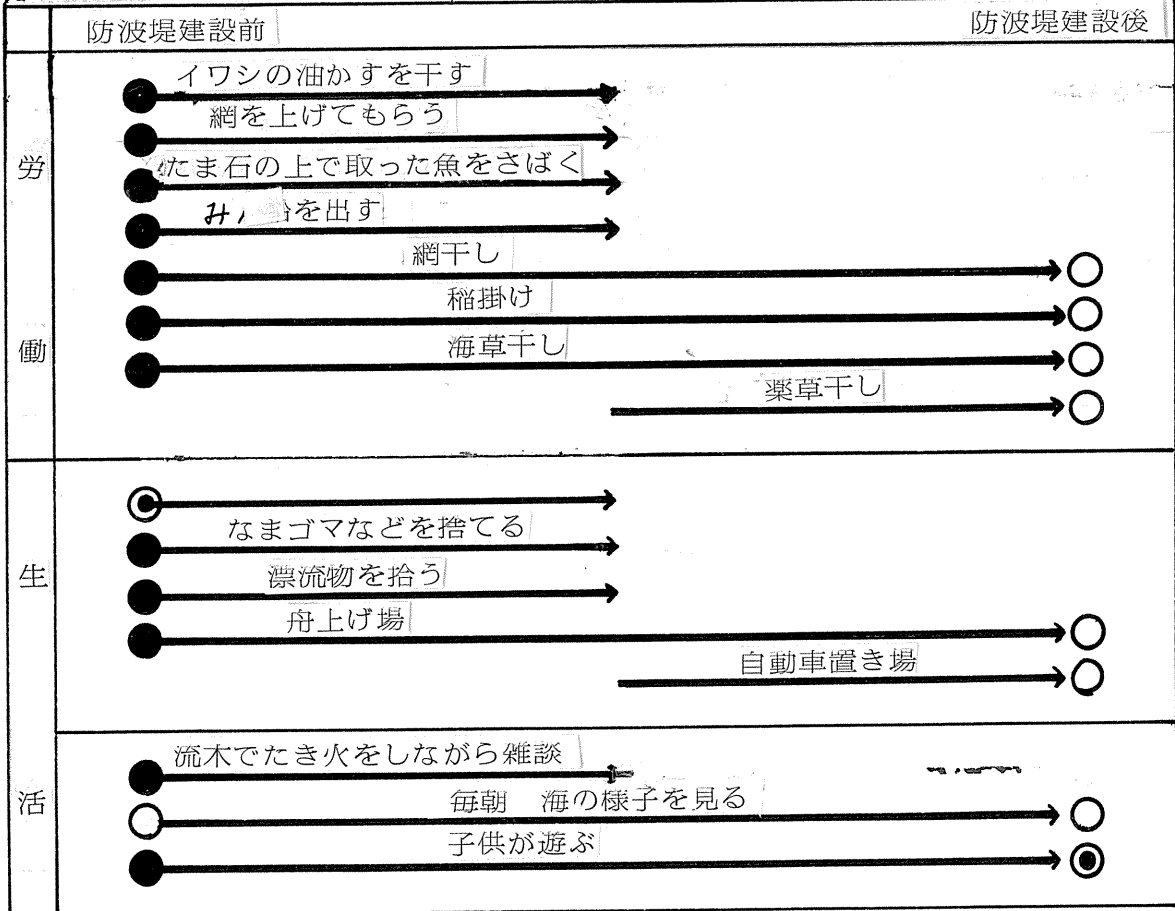 防波堤建設前 防波堤建設後
労働
イワシの油かすを干す
網を上げてもらう
たま石の上で取った魚をさばく
を出す
網干し
稲掛け
海草干し
薬草干し
生活
なまゴマなどを捨てる
漂流物を拾う
舟上げ場
自動車置き場
流木でたき火をしながら雑談
毎朝 海の様子を見る
子供が遊ぶ